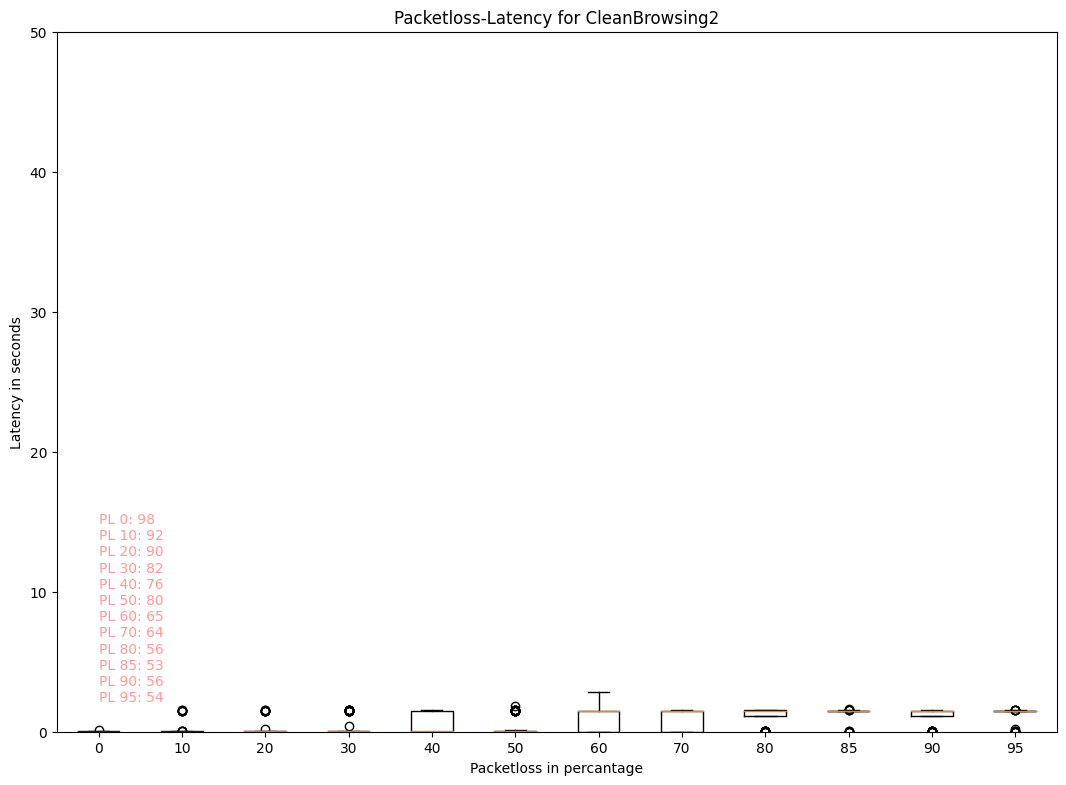 Packetloss-Latency for CleanBrowsing2
50
40
30
20
10
0
Latency in seconds
PL 0: 98
PL 10: 92
PL 20: 90
PL 30: 82
PL 40: 76
PL 50: 80
PL 60: 65
PL 70: 64
PL 80: 56
PL 85: 53
PL 90: 56
PL 95: 54
0 10 20 30 40 50 60 70 80 85 90 95
Packetloss in percantage